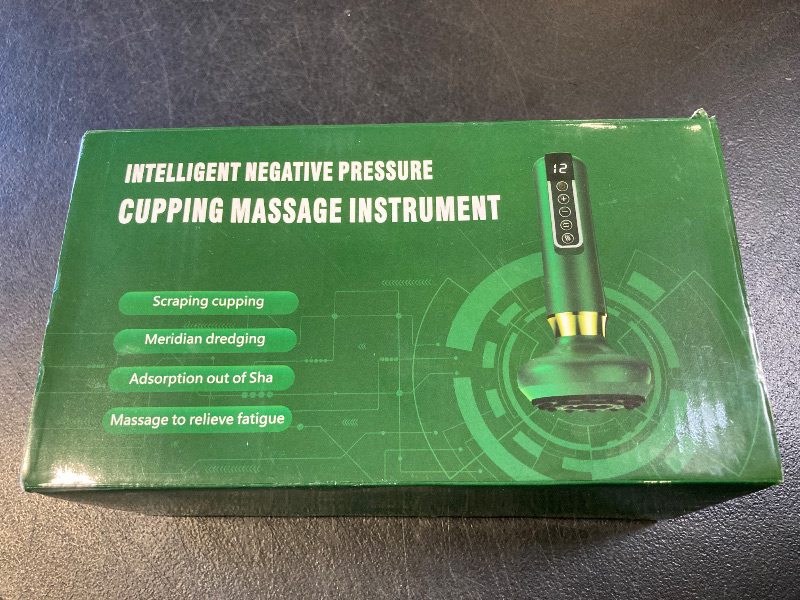 INTELLIGENT NEGATIVE PRESSURE
CUPPING MASSAGE INSTRUMENT
12
Scraping cupping
Meridian dredging
Adsorption out of Sha
Massage to relieve fatigue